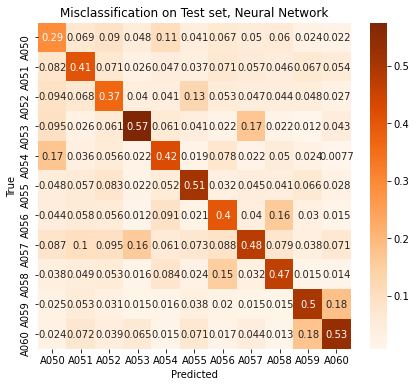 Misclassification on Test set, Neural Network
A050 0.29 0.069 0.09 0.048 0.11 0.041 0.067 0.05 0.06 0.024 0.022
A051 0.082 0.41 0.071 0.026 0.047 0.037 0.071 0.057 0.046 0.067 0.054
A052 0.094 0.068 0.37 0.04 0.041 0.13 0.053 0.047 0.044 0.048 0.027
A053 0.095 0.026 0.061 0.57 0.061 0.041 0.022 0.17 0.022 0.012 0.043
A054 0.17 0.036 0.056 0.022 0.42 0.019 0.078 0.022 0.05 0.024 0.0077
A055 0.048 0.057 0.083 0.022 0.052 0.51 0.032 0.045 0.041 0.066 0.028
A056 0.044 0.058 0.056 0.012 0.091 0.021 0.4 0.04 0.16 0.03 0.015
A057 0.087 0.1 0.095 0.16 0.061 0.073 0.088 0.48 0.079 0.038 0.071
A058 0.038 0.049 0.053 0.016 0.084 0.024 0.15 0.032 0.47 0.015 0.014
A059 0.025 0.053 0.031 0.015 0.016 0.038 0.02 0.015 0.015 0.5 0.18
A060 0.024 0.072 0.039 0.065 0.015 0.071 0.017 0.044 0.013 0.18 0.53
A050 A051 A052 A053 A054 A055 A056 A057 A058 A059 A060
Predicted
True
0.5
0.4
0.3
0.2
0.1